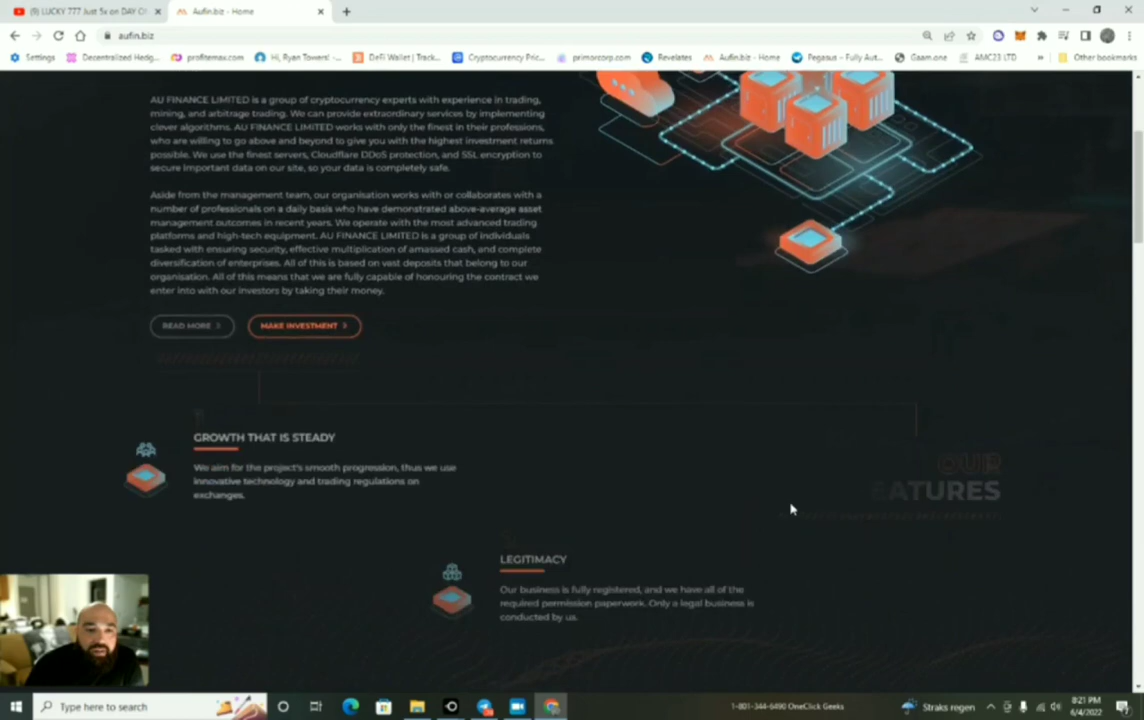 (9) LUCKY 777 Just 5x on DAY O
Aufin.biz - Home
aufin.biz
Settings
Decentralized Hedg...
profitemax.com
Hi, Ryan Towers! -...
DeFi Wallet | Track...
Cryptocurrency Pric...
primorcorp.com
Revelates
Aufin.biz - Home
Pegasus - Fully Aut...
Gaam.one
AMC23 LTD
Other bookmarks
AU FINANCE LIMITED is a group of cryptocurrency experts with experience in trading,
mining, and arbitrage trading. We can provide extraordinary services by implementing
clever algorithms. AU FINANCE LIMITED works with only the finest in their professions,
who are willing to go above and beyond to give you with the highest investment returns
possible. We use the finest servers, Cloudflare DDoS protection, and SSL encryption to
secure important data on our site, so your data is completely safe.
Aside from the management team, our organisation works with or collaborates with a
number of professionals on a daily basis who have demonstrated above-average asset
management outcomes in recent years. We operate with the most advanced trading
platforms and high-tech equipment. AU FINANCE LIMITED is a group of individuals
tasked with ensuring security, effective multiplication of amassed cash, and complete
diversification of enterprises. All of this is based on vast deposits that belong to our
organisation. All of this means that we are fully capable of honouring the contract we
enter into with our investors by taking their money.
READ MORE
MAKE INVESTMENT
GROWTH THAT IS STEADY
We aim for the project's smooth progression, thus we use
innovative technology and trading regulations on
exchanges.
OUR
EATURES
LEGITIMACY
Our business is fully registered, and we have all of the
required permission paperwork. Only a legal business is
conducted by us.
Type here to search
1-801-344-6490 OneClick Geeks
Straks regen
8:21 PM
6/4/2022